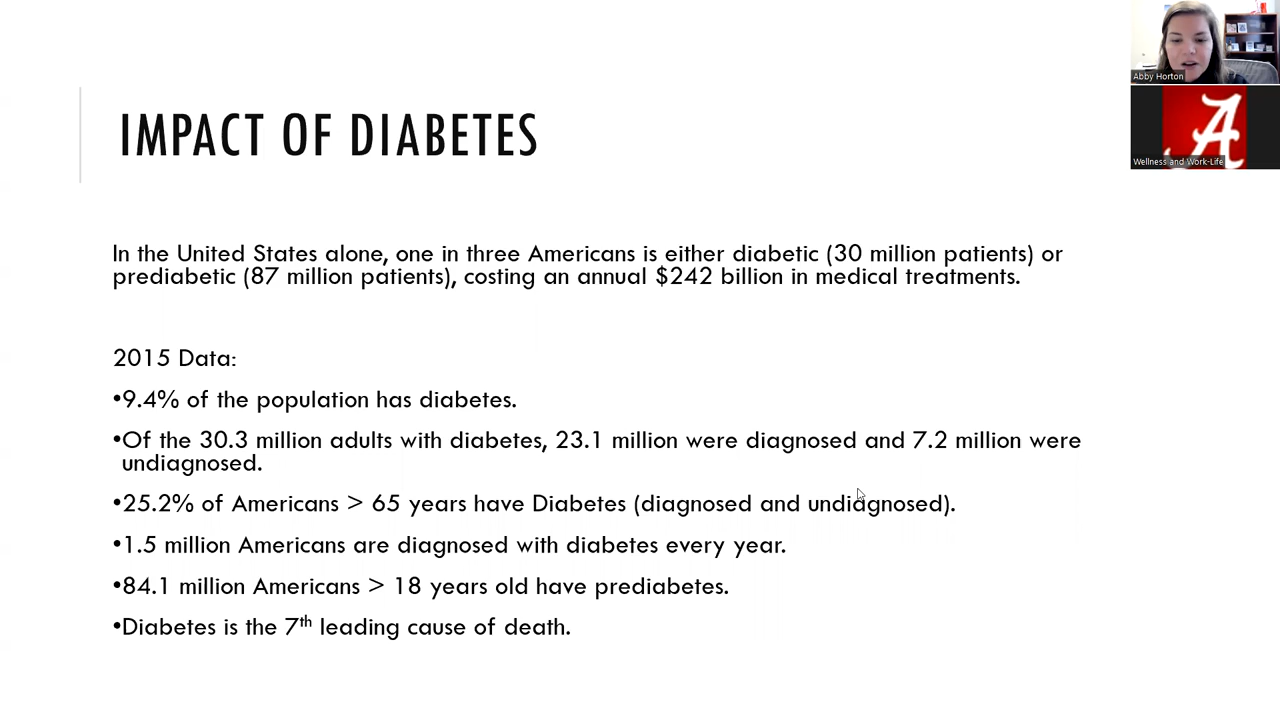 IMPACT OF DIABETES
In the United States alone, one in three Americans is either diabetic (30 million patients) or
prediabetic (87 million patients), costing an annual $242 billion in medical treatments.
2015 Data:
•9.4% of the population has diabetes.
•Of the 30.3 million adults with diabetes, 23.1 million were diagnosed and 7.2 million were
undiagnosed.
•25.2% of Americans > 65 years have Diabetes (diagnosed and undiagnosed).
•1.5 million Americans are diagnosed with diabetes every year.
•84.1 million Americans > 18 years old have prediabetes.
•Diabetes is the 7th leading cause of death.
Abby Horton
A
Wellness and Work-Life